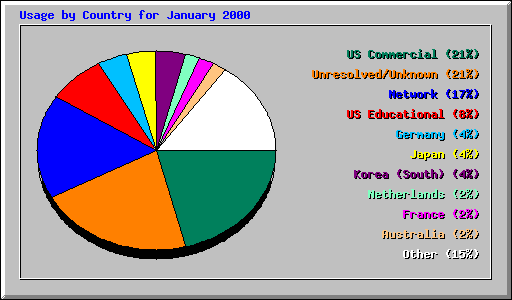 Usage by Country for January 2000
US Commercial (21%)
Unresolved/Unknown (21%)
Network (17%)
US Educational (8%)
Germany (4%)
Japan (4%)
Korea (South) (4%)
Netherlands (2%)
France (2%)
Australia (2%)
Other (15%)